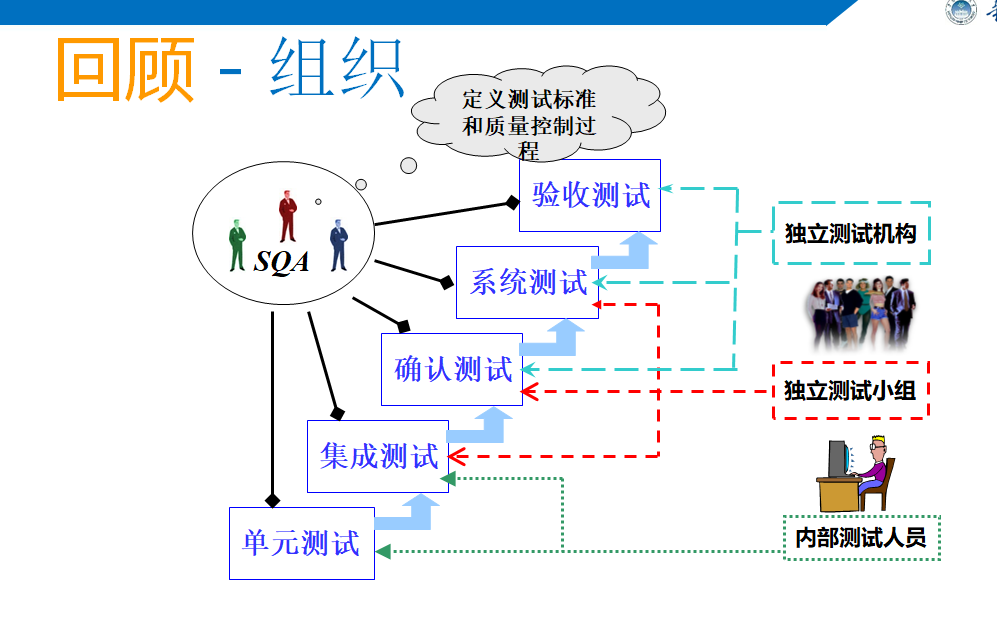 回顾 - 组织
定义测试标准
和质量控制过
程
验收测试
独立测试机构
SQA
系统测试
确认测试
独立测试小组
集成测试
单元测试
内部测试人员